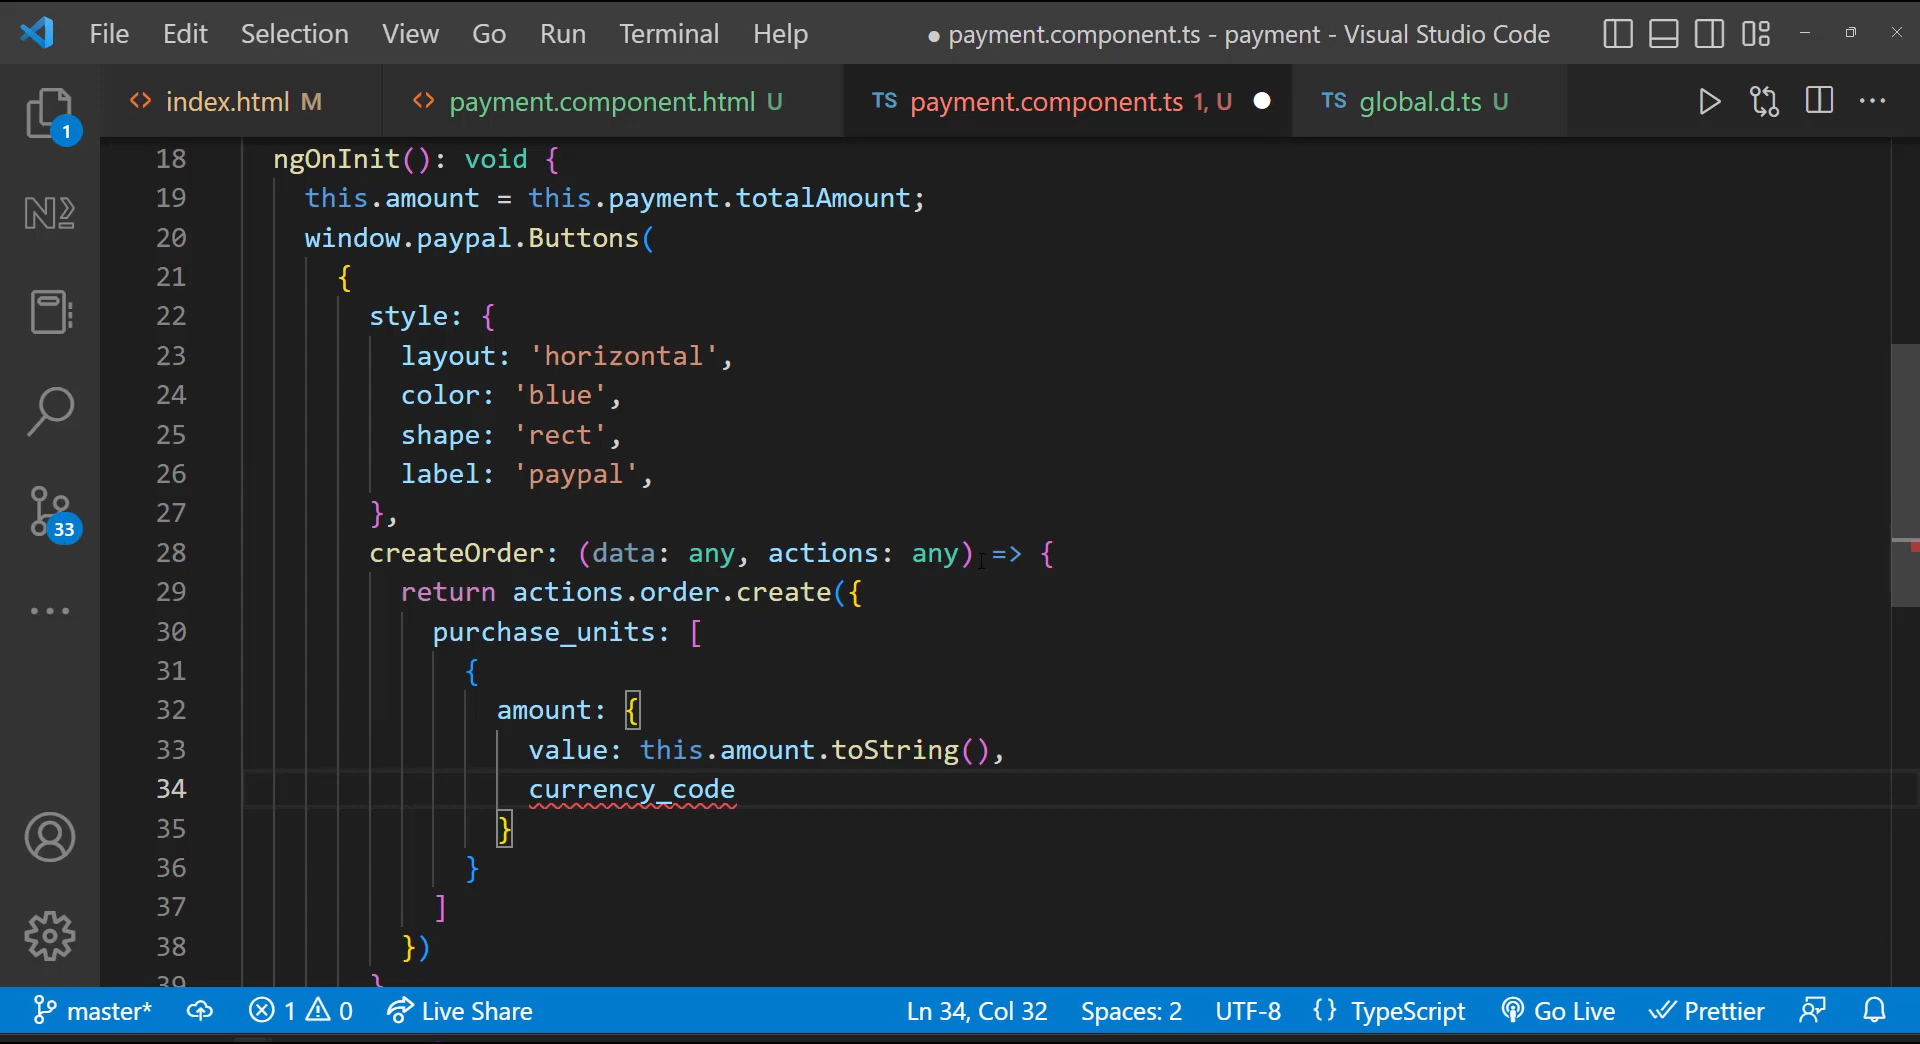 File Edit Selection View Go Run Terminal Help ● payment.component.ts - payment - Visual Studio Code
<> index.html M <> payment.component.html U TS payment.component.ts 1, U TS global.d.ts U
1
33
18 ngOnInit(): void {
19 this.amount = this.payment.totalAmount;
20 window.paypal.Buttons(
21 {
22 style: {
23 layout: 'horizontal',
24 color: 'blue',
25 shape: 'rect',
26 label: 'paypal',
27 },
28 createOrder: (data: any, actions: any) => {
29 return actions.order.create({
30 purchase_units: [
31 {
32 amount: {
33 value: this.amount.toString(),
34 currency_code
35 }
36 }
37 ]
38 })
39 }
master* 1 0 Live Share Ln 34, Col 32 Spaces: 2 UTF-8 {} TypeScript Go Live Prettier